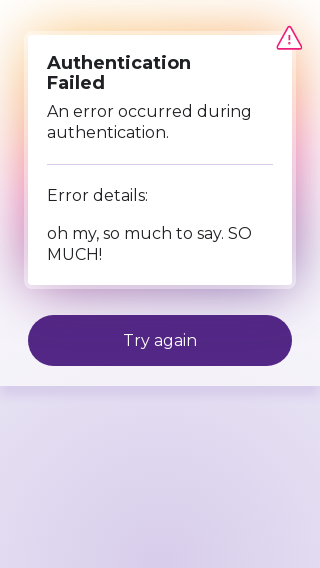 Authentication
Failed
An error occurred during
authentication.
Error details:
oh my, so much to say. SO
MUCH!
Try again